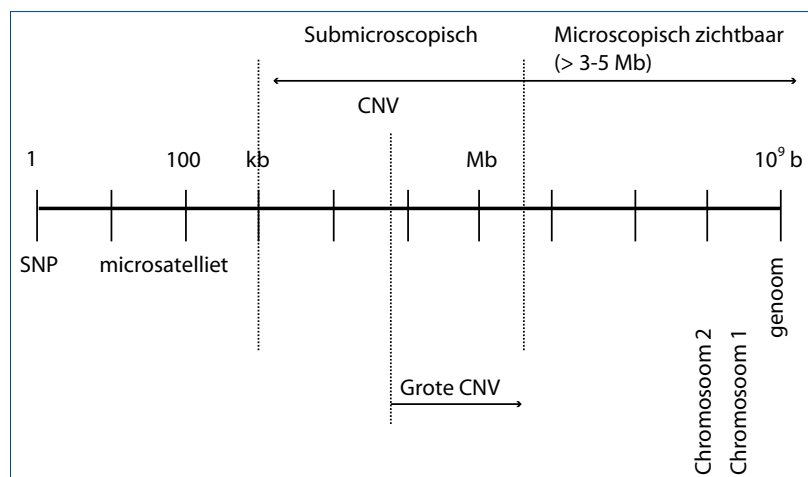 Submicroscopisch
Microscopisch zichtbaar
(> 3-5 Mb)
CNV
1
100
kb
Mb
10⁹ b
SNP
microsatelliet
genoom
Chromosoom 2
Chromosoom 1
Grote CNV